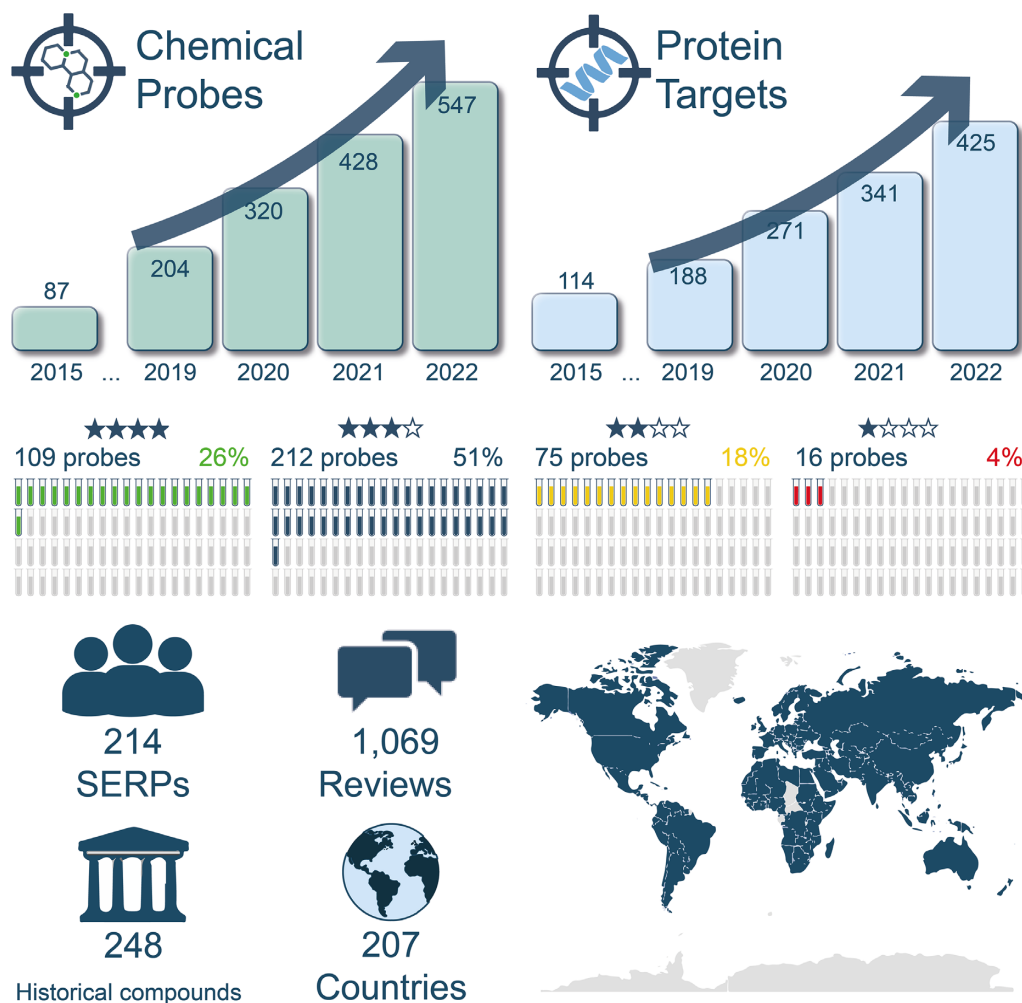 Chemical
Probes
547
428
320
204
87
2015 ... 2019 2020 2021 2022
Protein
Targets
425
341
271
188
114
2015 ... 2019 2020 2021 2022
109 probes 26%
212 probes 51%
75 probes 18%
16 probes 4%
214
SERPs
1,069
Reviews
248
Historical compounds
207
Countries